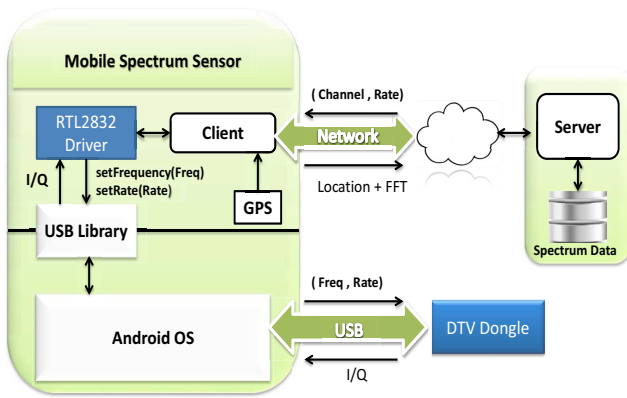 Mobile Spectrum Sensor
RTL2832
Driver
Client
I/Q
setFrequency(Freq)
setRate(Rate)
GPS
USB Library
Android OS
( Channel , Rate)
Network
Location + FFT
( Freq , Rate)
USB
I/Q
DTV Dongle
Server
Spectrum Data